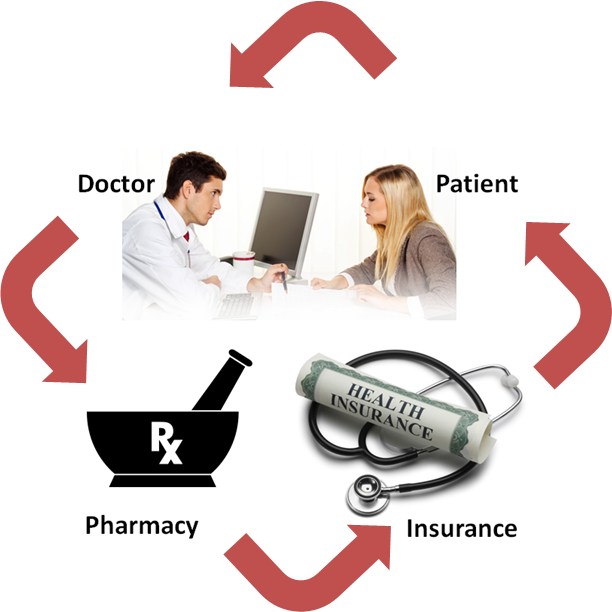 Doctor
Patient
Rx
HEALTH
INSURANCE
Pharmacy
Insurance